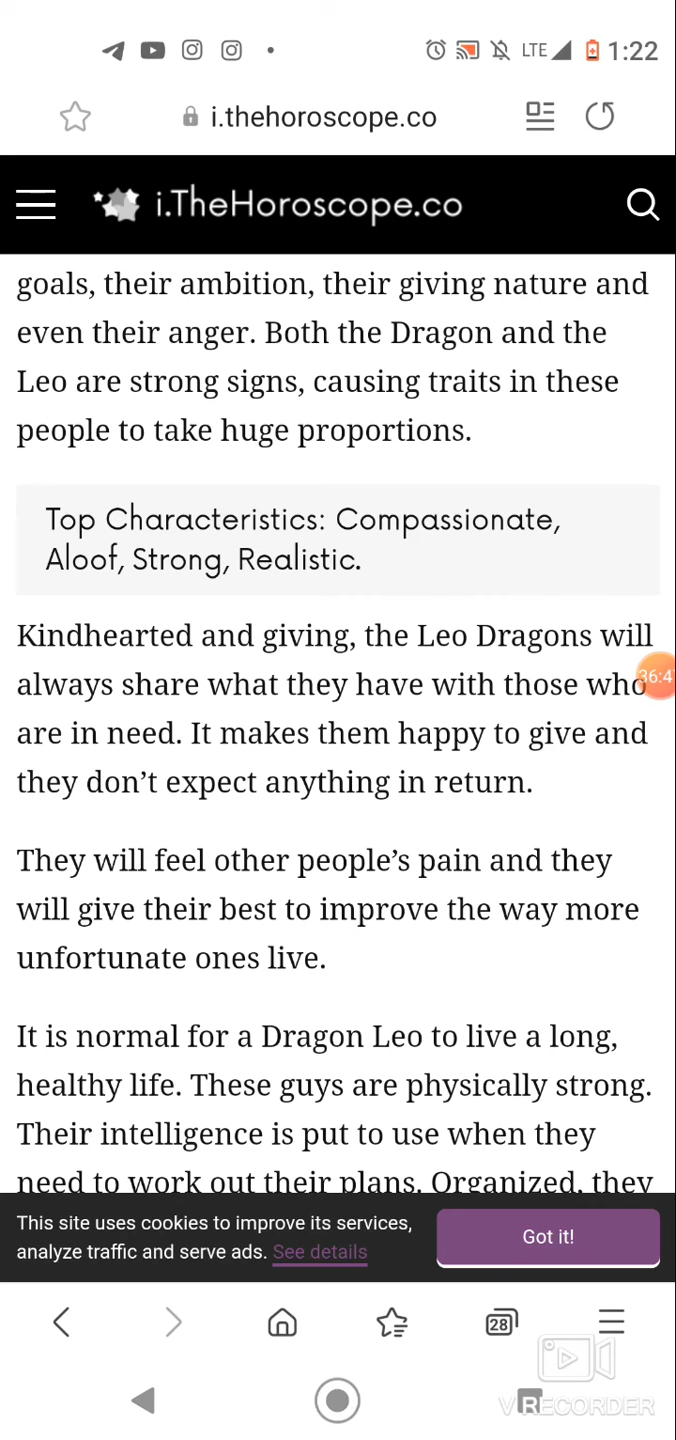 LTE 1:22
i.thehoroscope.co
i.TheHoroscope.co
goals, their ambition, their giving nature and
even their anger. Both the Dragon and the
Leo are strong signs, causing traits in these
people to take huge proportions.
Top Characteristics: Compassionate,
Aloof, Strong, Realistic.
Kindhearted and giving, the Leo Dragons will
always share what they have with those who
36:4
are in need. It makes them happy to give and
they don’t expect anything in return.
They will feel other people’s pain and they
will give their best to improve the way more
unfortunate ones live.
It is normal for a Dragon Leo to live a long,
healthy life. These guys are physically strong.
Their intelligence is put to use when they
need to work out their plans. Organized, they
This site uses cookies to improve its services,
analyze traffic and serve ads. See details
Got it!
28
VRECORDER